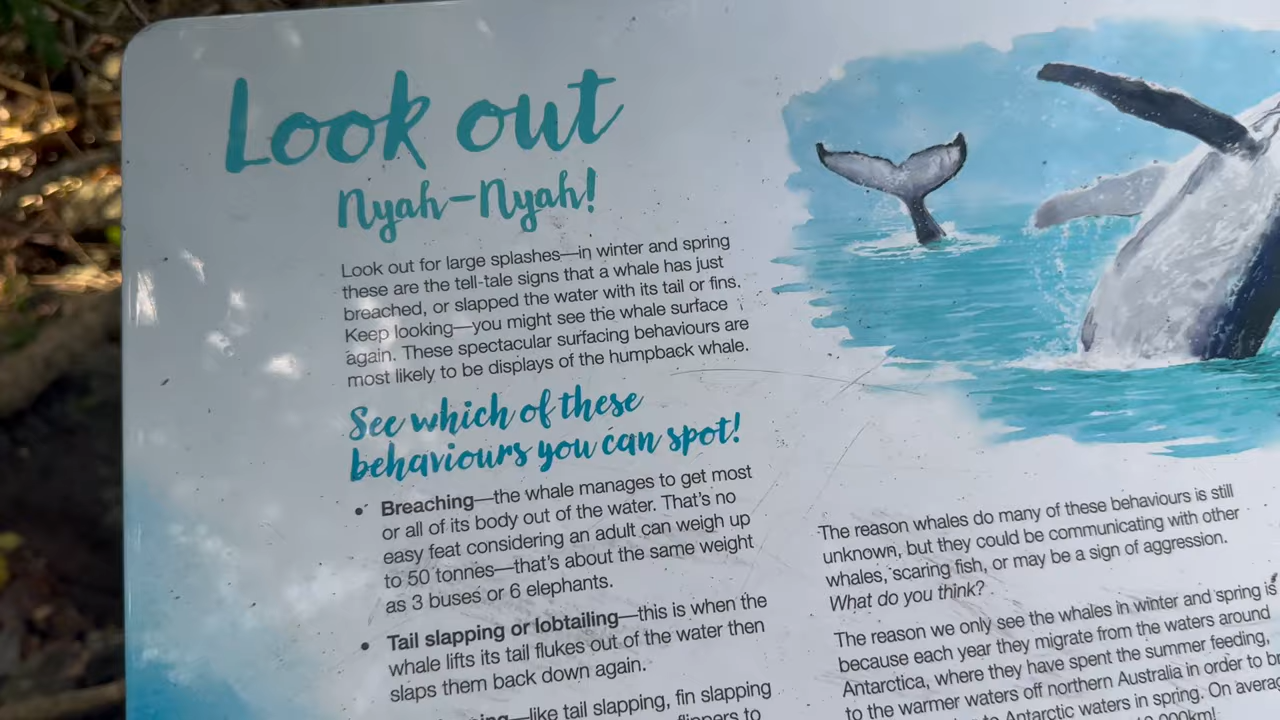 Look out
Nyah-Nyah!
Look out for large splashes—in winter and spring
these are the tell-tale signs that a whale has just
breached, or slapped the water with its tail or fins.
Keep looking—you might see the whale surface
again. These spectacular surfacing behaviours are
most likely to be displays of the humpback whale.
See which of these
behaviours you can spot!
• Breaching—the whale manages to get most
or all of its body out of the water. That's no
easy feat considering an adult can weigh up
to 50 tonnes—that's about the same weight
as 3 buses or 6 elephants.
• Tail slapping or lobtailing—this is when the
whale lifts its tail flukes out of the water then
slaps them back down again.
—like tail slapping, fin slapping
flippers to
The reason whales do many of these behaviours is still
unknown, but they could be communicating with other
whales, scaring fish, or may be a sign of aggression.
What do you think?
The reason we only see the whales in winter and spring is
because each year they migrate from the waters around
Antarctica, where they have spent the summer feeding,
to the warmer waters off northern Australia in order to
Antarctic waters in spring. On